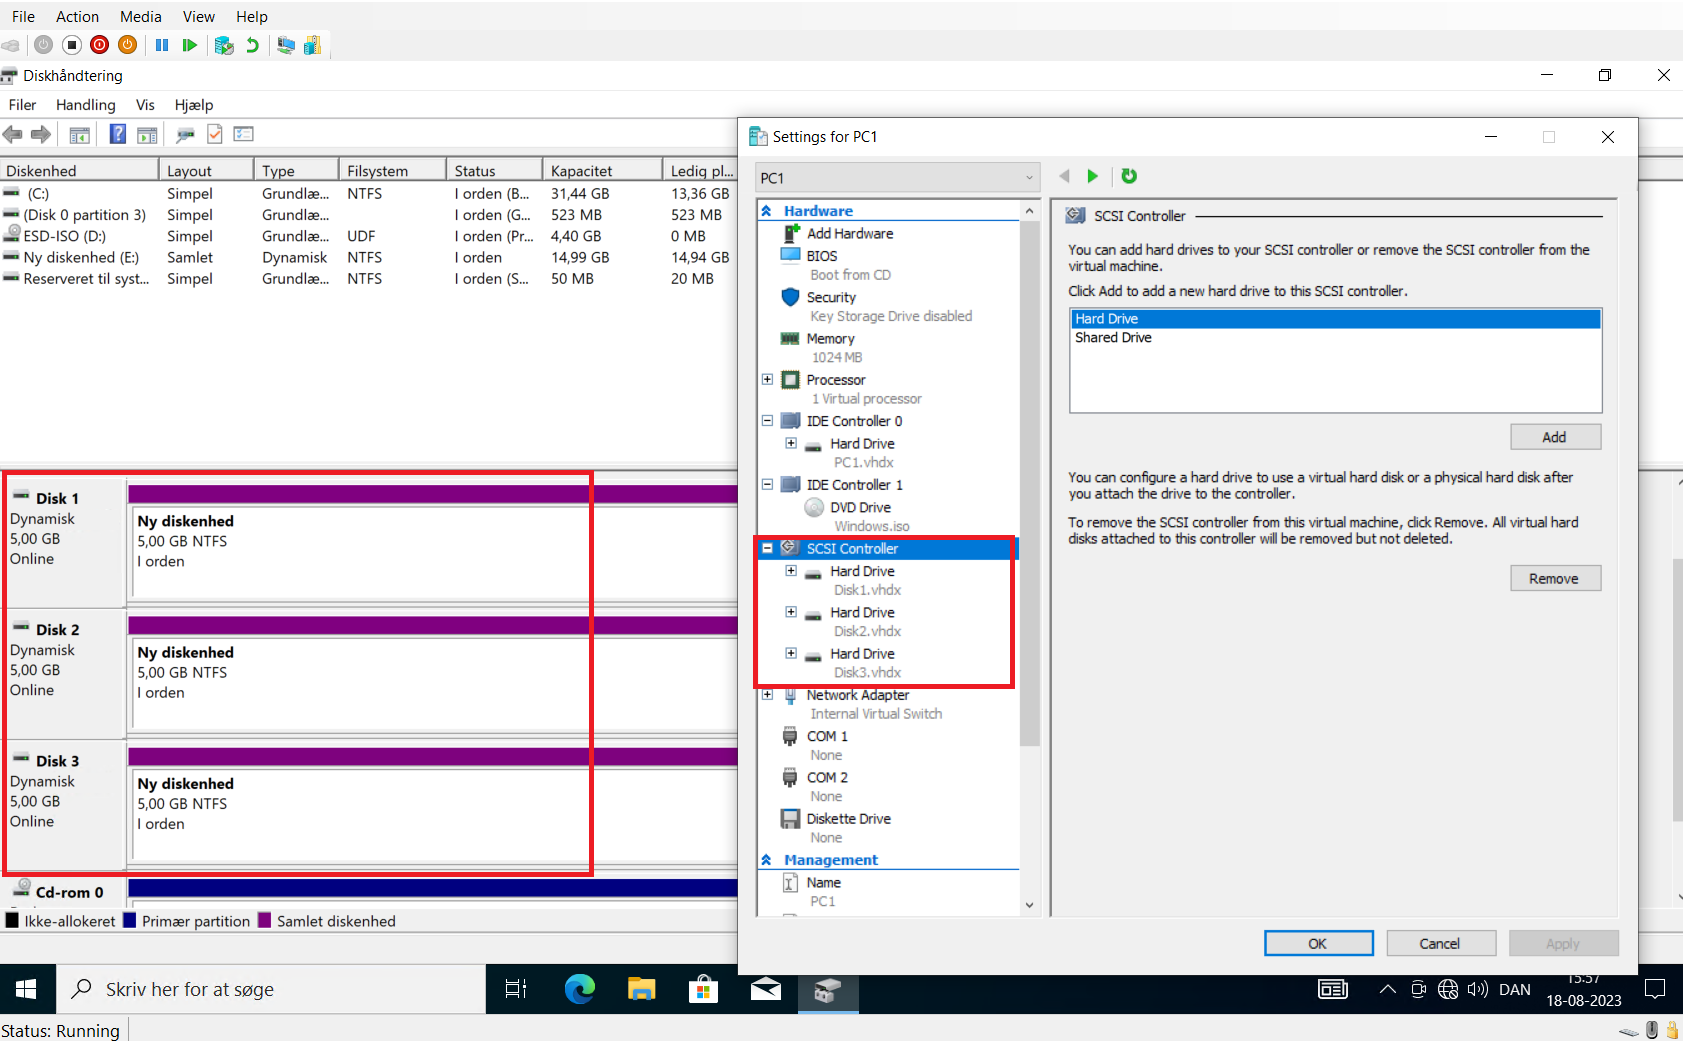 File Action Media View Help
Diskhåndtering
Filer Handling Vis Hjælp
Diskenhed Layout Type Filsystem Status Kapacitet Ledig pl...
(C:) Simpel Grundlæ... NTFS I orden (B... 31,44 GB 13,36 GB
(Disk 0 partition 3) Simpel Grundlæ... I orden (G... 523 MB 523 MB
ESD-ISO (D:) Simpel Grundlæ... UDF I orden (Pr... 4,40 GB 0 MB
Ny diskenhed (E:) Samlet Dynamisk NTFS I orden 14,99 GB 14,94 GB
Reserveret til syst... Simpel Grundlæ... NTFS I orden (S... 50 MB 20 MB
Disk 1
Dynamisk
5,00 GB
Online
Ny diskenhed
5,00 GB NTFS
I orden
Disk 2
Dynamisk
5,00 GB
Online
Ny diskenhed
5,00 GB NTFS
I orden
Disk 3
Dynamisk
5,00 GB
Online
Ny diskenhed
5,00 GB NTFS
I orden
Cd-rom 0
Ikke-allokeret Primær partition Samlet diskenhed
Settings for PC1
PC1
Hardware
Add Hardware
BIOS
Boot from CD
Security
Key Storage Drive disabled
Memory
1024 MB
Processor
1 Virtual processor
IDE Controller 0
Hard Drive
PC1.vhdx
IDE Controller 1
DVD Drive
Windows.iso
SCSI Controller
Hard Drive
Disk1.vhdx
Hard Drive
Disk2.vhdx
Hard Drive
Disk3.vhdx
Network Adapter
Internal Virtual Switch
COM 1
None
COM 2
None
Diskette Drive
None
Management
Name
PC1
SCSI Controller
You can add hard drives to your SCSI controller or remove the SCSI controller from the
virtual machine.
Click Add to add a new hard drive to this SCSI controller.
Hard Drive
Shared Drive
Add
You can configure a hard drive to use a virtual hard disk or a physical hard disk after
you attach the drive to the controller.
To remove the SCSI controller from this virtual machine, click Remove. All virtual hard
disks attached to this controller will be removed but not deleted.
Remove
OK Cancel Apply
Skriv her for at søge
DAN
15:57
18-08-2023
Status: Running